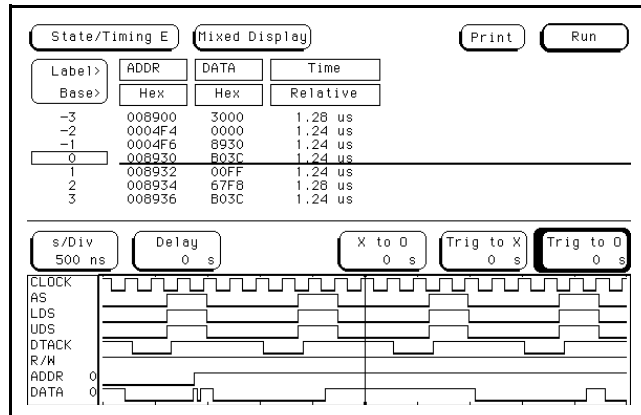 State/Timing E Mixed Display Print Run
Label> ADDR DATA Time
Base> Hex Hex Relative
-3 008900 3000 1.28 us
-2 0004F4 0000 1.24 us
-1 0004F6 8930 1.24 us
0 008930 B03C 1.24 us
1 008932 00FF 1.24 us
2 008934 67F8 1.28 us
3 008936 B03C 1.24 us
s/Div Delay X to O Trig to X Trig to O
500 ns 0 s 0 s 0 s 0 s
CLOCK
AS
LDS
UDS
DTACK
R/W
ADDR 0
DATA 0